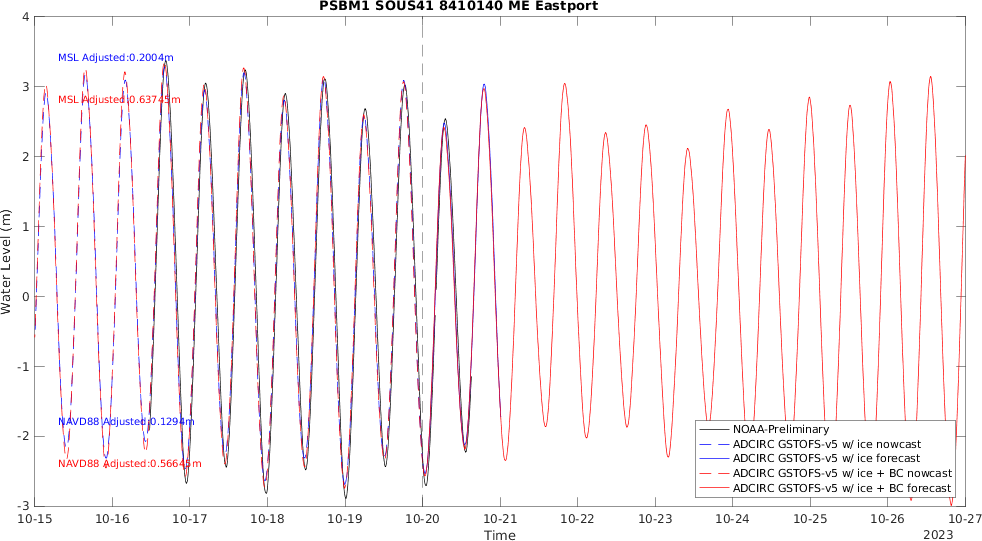 PSBM1 SOUS41 8410140 ME Eastport
4
3
2
1
0
-1
-2
-3
Water Level (m)
MSL Adjusted:0.2004m
MSL Adjusted:0.63745m
NAVD88 Adjusted:0.1294m
NAVD88 Adjusted:0.56645m
NOAA-Preliminary
ADCIRC GSTOFS-v5 w/ ice nowcast
ADCIRC GSTOFS-v5 w/ ice forecast
ADCIRC GSTOFS-v5 w/ ice + BC nowcast
ADCIRC GSTOFS-v5 w/ ice + BC forecast
10-15 10-16 10-17 10-18 10-19 10-20 10-21 10-22 10-23 10-24 10-25 10-26 10-27
Time
2023